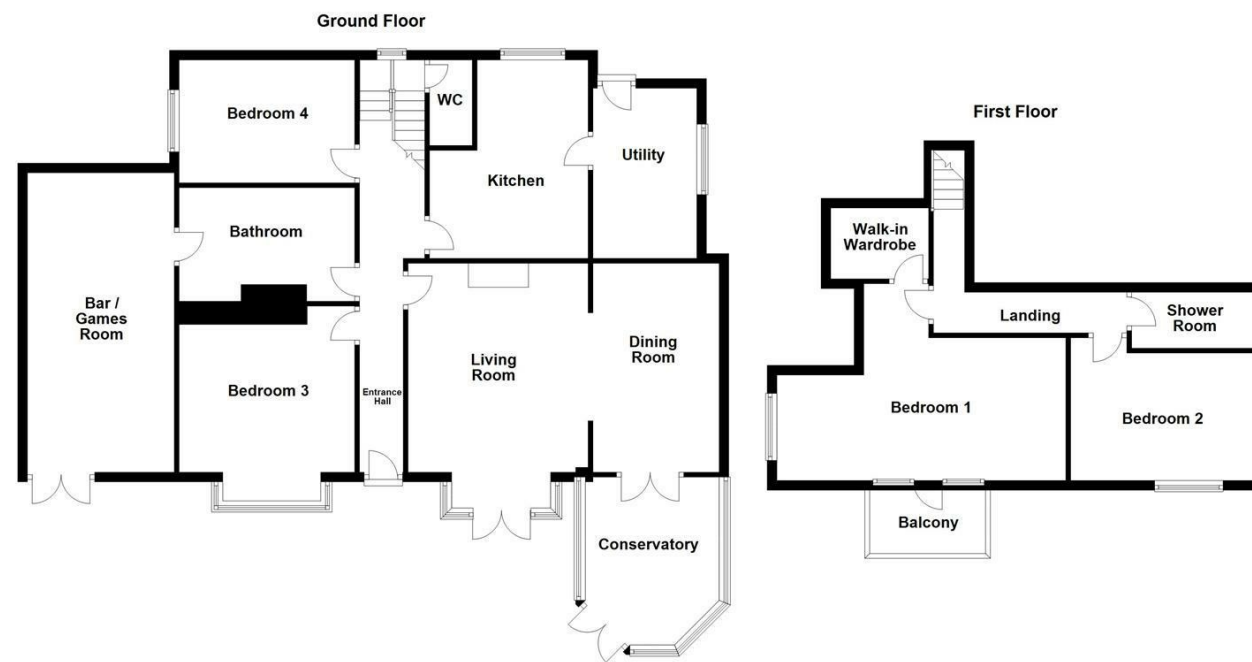 Ground Floor
Bedroom 4
WC
Kitchen
Utility
Bathroom
Bar /
Games
Room
Bedroom 3
Entrance
Hall
Living
Room
Dining
Room
Conservatory
First Floor
Walk-in
Wardrobe
Landing
Shower
Room
Bedroom 1
Bedroom 2
Balcony